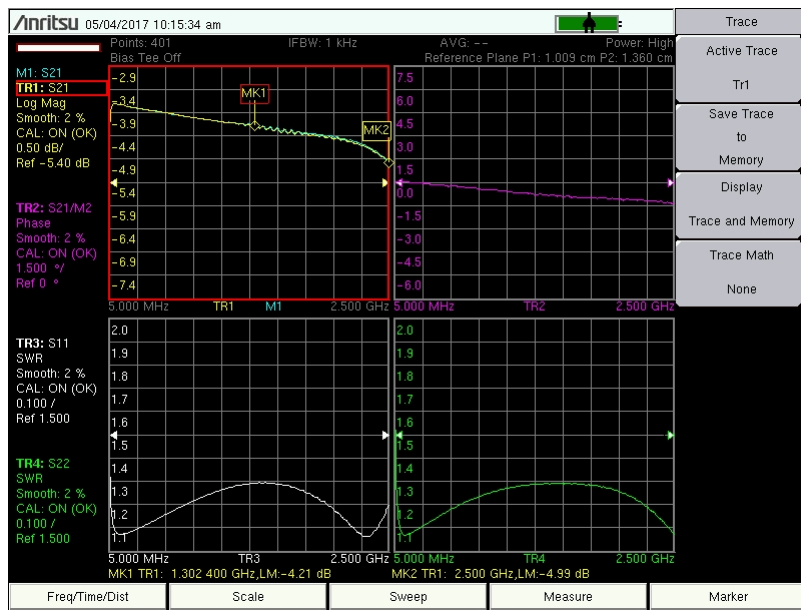 Anritsu 05/04/2017 10:15:34 am
Trace
Points: 401 IFBW: 1 kHz AVG: -- Power: High
Bias Tee Off Reference Plane P1: 1.009 cm P2: 1.360 cm
M1: S21
TR1: S21
Log Mag
Smooth: 2 %
CAL: ON (OK)
0.50 dB/
Ref -5.40 dB
TR2: S21/M2
Phase
Smooth: 2 %
CAL: ON (OK)
1.500 °/
Ref 0 °
-2.9
-3.4
-3.9
-4.4
-4.9
-5.4
-5.9
-6.4
-6.9
-7.4
MK1
MK2
5.000 MHz TR1 M1 2.500 GHz
7.5
6.0
4.5
3.0
1.5
0.0
-1.5
-3.0
-4.5
-6.0
5.000 MHz TR2 2.500 GHz
TR3: S11
SWR
Smooth: 2 %
CAL: ON (OK)
0.100 /
Ref 1.500
TR4: S22
SWR
Smooth: 2 %
CAL: ON (OK)
0.100 /
Ref 1.500
2.0
1.9
1.8
1.7
1.6
1.5
1.4
1.3
1.2
1.1
5.000 MHz TR3 2.500 GHz
2.0
1.9
1.8
1.7
1.6
1.5
1.4
1.3
1.2
1.1
5.000 MHz TR4 2.500 GHz
MK1 TR1: 1.302 400 GHz,LM:-4.21 dB MK2 TR1: 2.500 GHz,LM:-4.99 dB
Active Trace
Tr1
Save Trace
to
Memory
Display
Trace and Memory
Trace Math
None
Freq/Time/Dist Scale Sweep Measure Marker